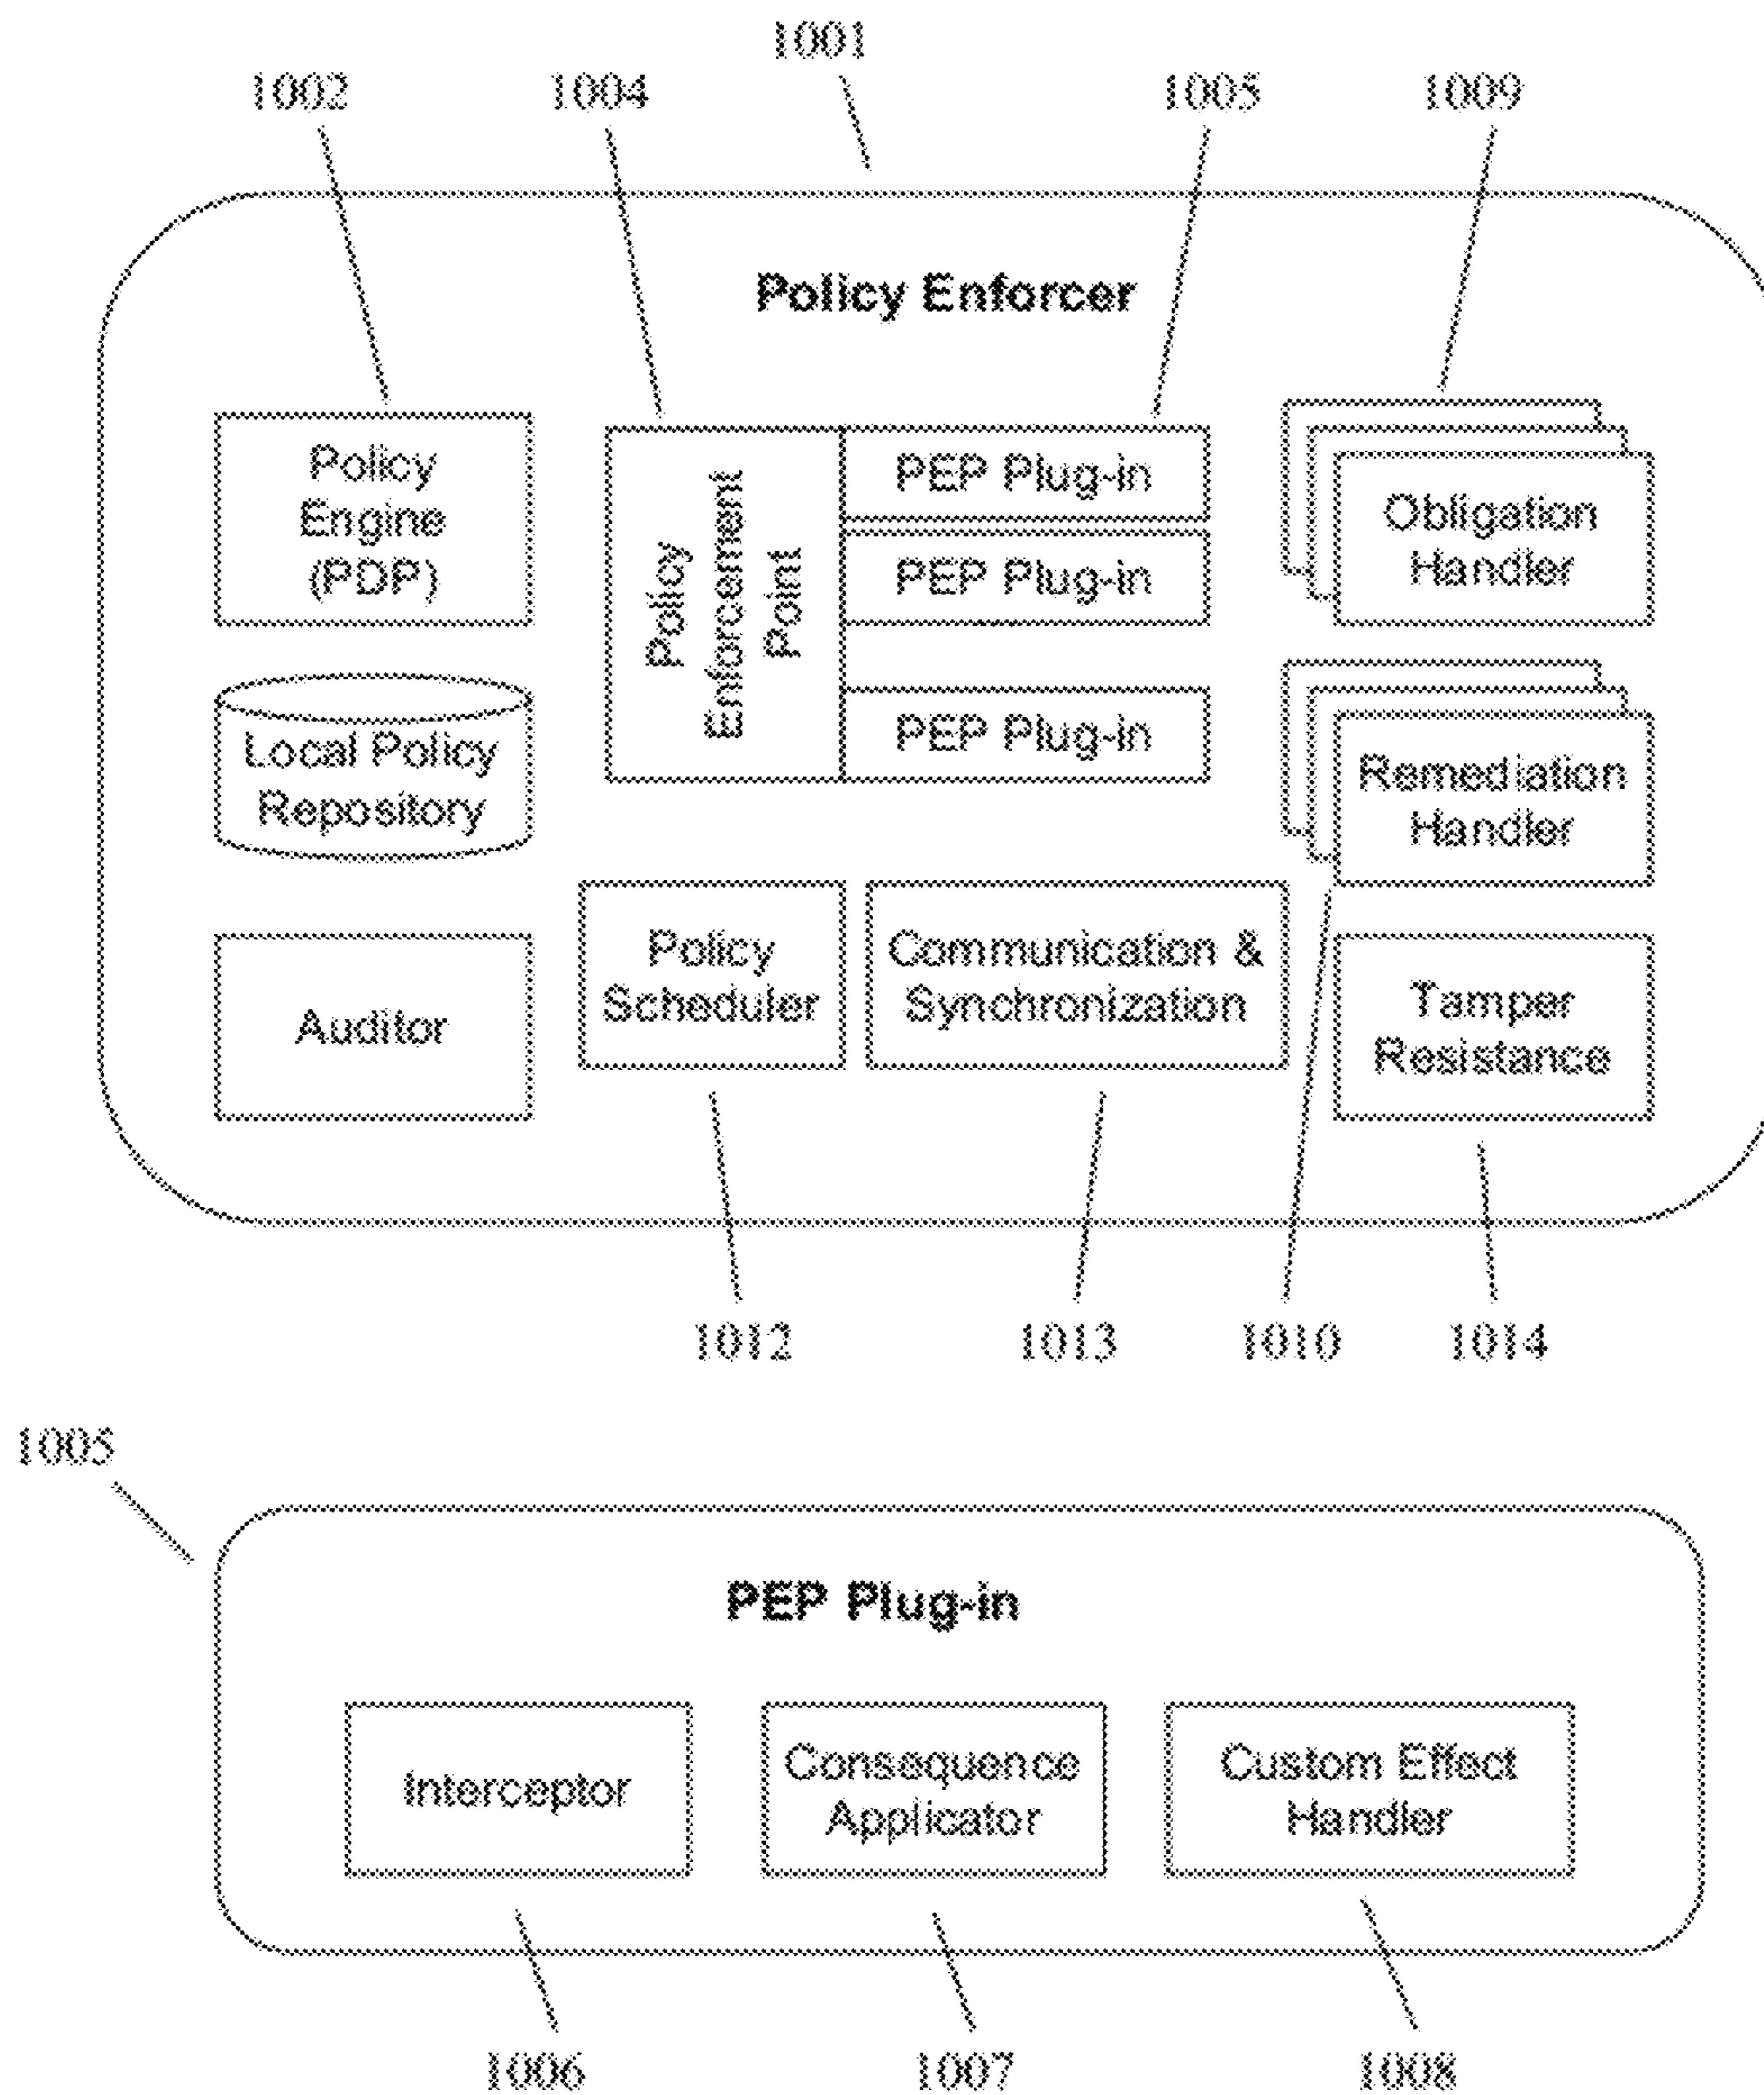 1001
1002
1004
1005
1009
Policy Enforcer
Policy
Engine
(PDP)
Policy
Enforcement
Point
PEP Plug-in
PEP Plug-in
PEP Plug-in
Obligation
Handler
Local Policy
Repository
Remediation
Handler
Auditor
Policy
Scheduler
Communication &
Synchronization
Tamper
Resistance
1012
1013
1010
1014
1005
PEP Plug-in
Interceptor
Consequence
Applicator
Custom Effect
Handler
1006
1007
1008